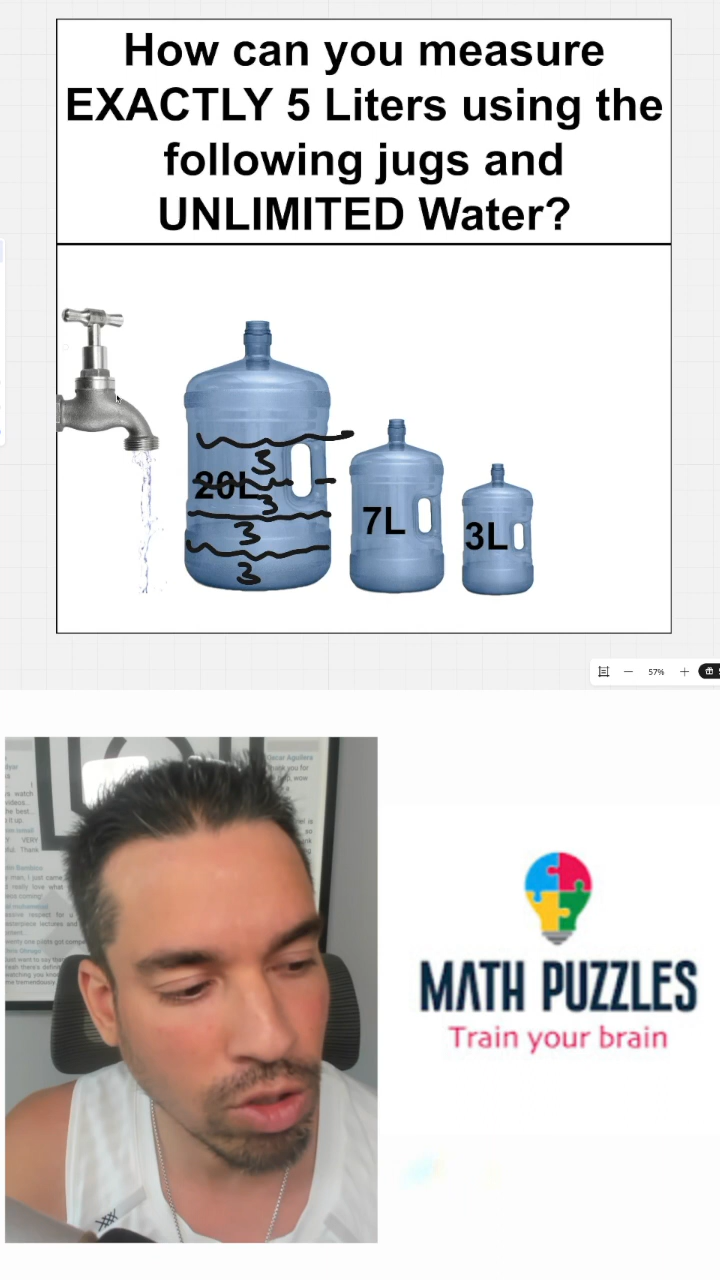 How can you measure
EXACTLY 5 Liters using the
following jugs and
UNLIMITED Water?
3
20L
3
7L
3L
3
3
57%
MATH PUZZLES
Train your brain